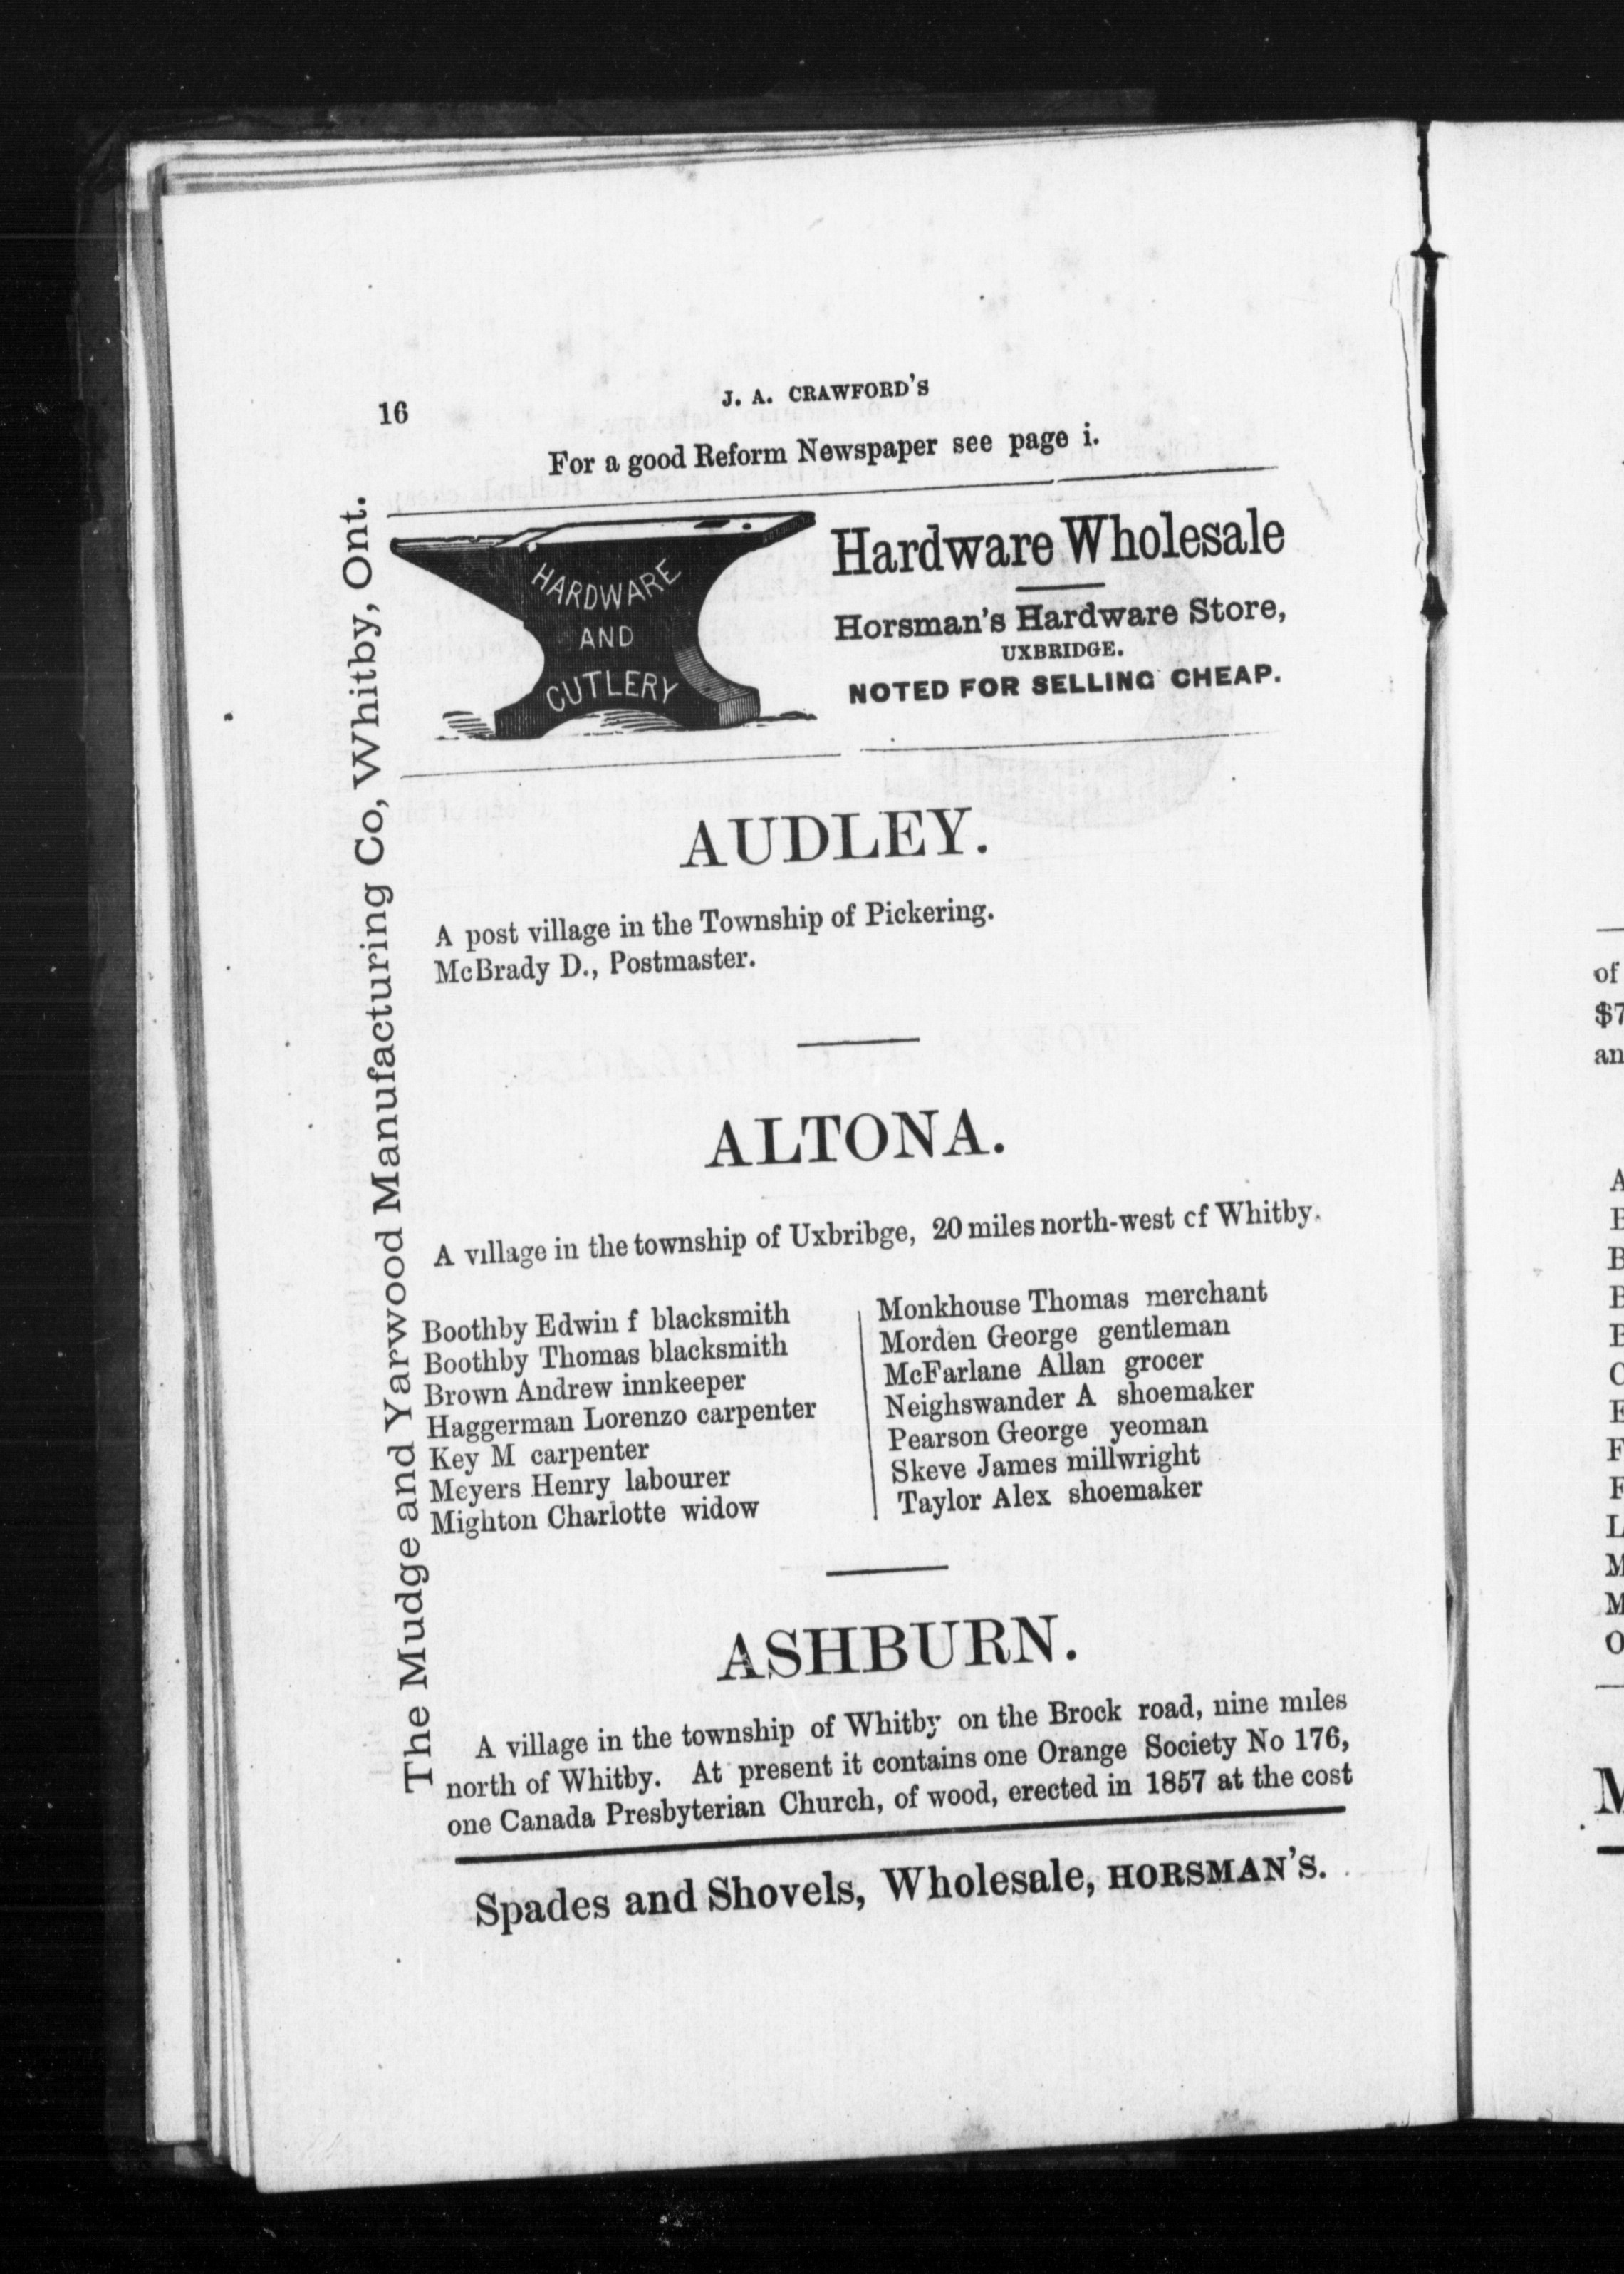 16
J. A. CRAWFORD'S
For a good Reform Newspaper see page i.
HARDWARE
AND
CUTLERY
Hardware Wholesale
Horsman's Hardware Store,
UXBRIDGE.
NOTED FOR SELLING CHEAP.
The Mudge and Yarwood Manufacturing Co, Whitby, Ont.
AUDLEY.
A post village in the Township of Pickering.
McBrady D., Postmaster.
ALTONA.
A village in the township of Uxbribge, 20 miles north-west cf Whitby.
Boothby Edwin f blacksmith
Boothby Thomas blacksmith
Brown Andrew innkeeper
Haggerman Lorenzo carpenter
Key M carpenter
Meyers Henry labourer
Mighton Charlotte widow
Monkhouse Thomas merchant
Morden George gentleman
McFarlane Allan grocer
Neighswander A shoemaker
Pearson George yeoman
Skeve James millwright
Taylor Alex shoemaker
ASHBURN.
A village in the township of Whitby on the Brock road, nine miles
north of Whitby. At present it contains one Orange Society No 176,
one Canada Presbyterian Church, of wood, erected in 1857 at the cost
Spades and Shovels, Wholesale, HORSMAN'S.
of
$7
an